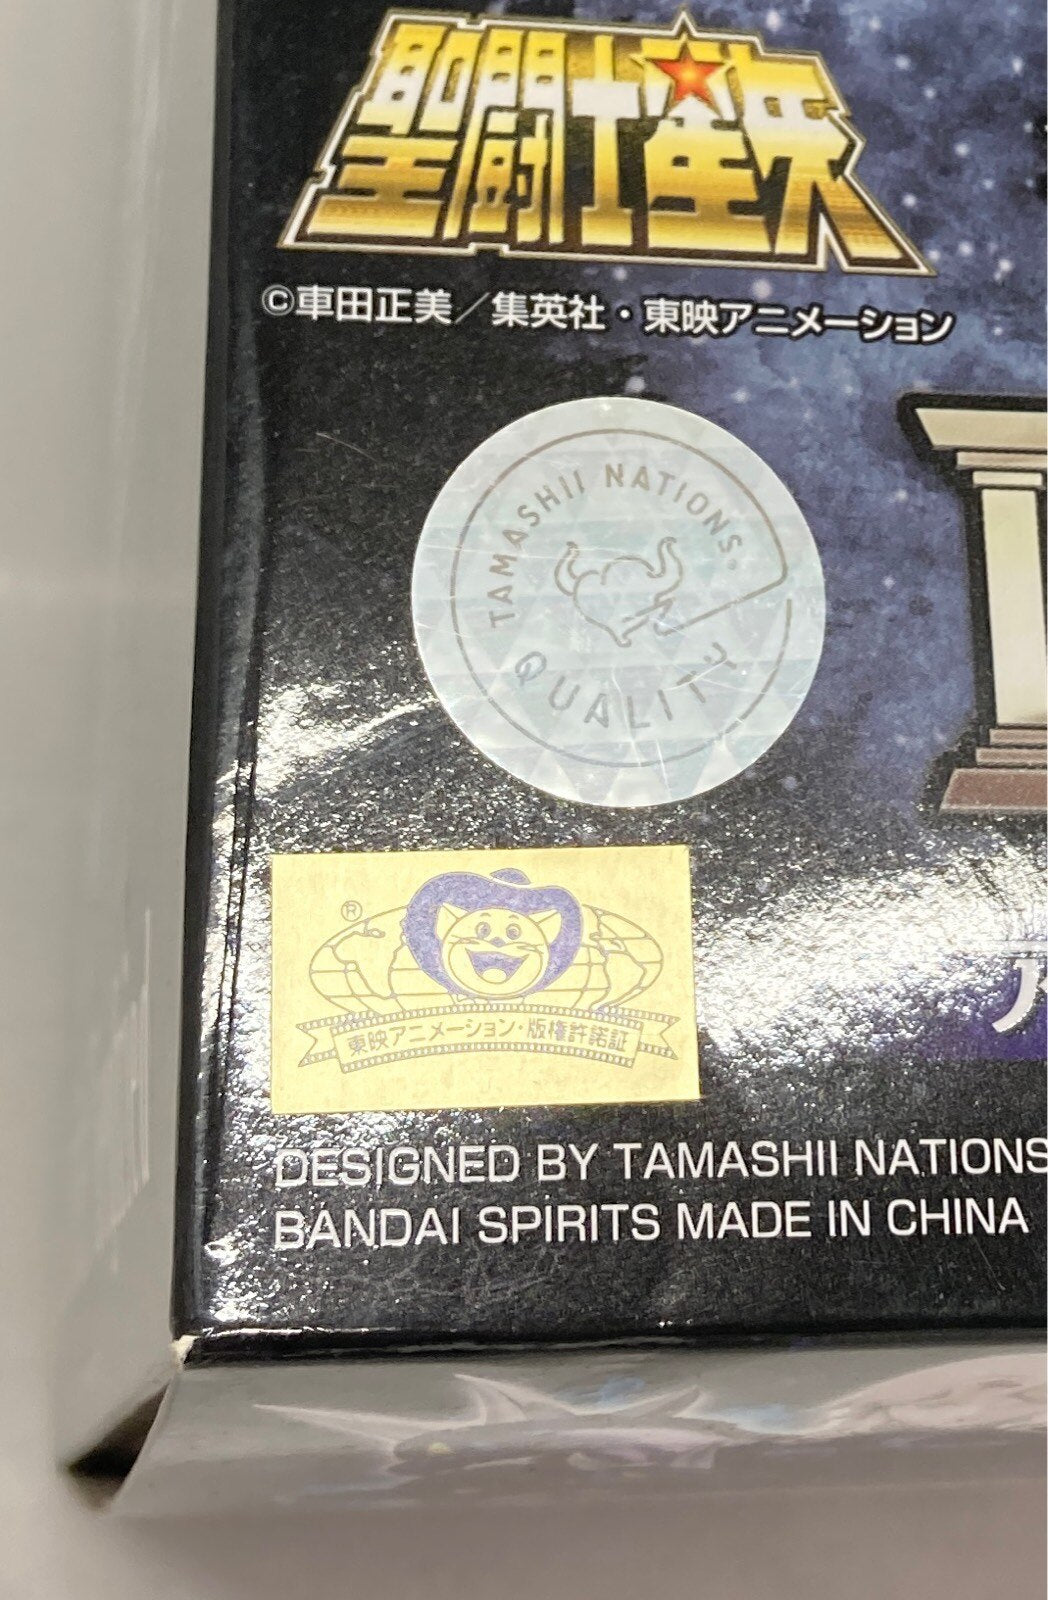 聖闘士星矢
©車田正美／集英社・東映アニメーション
TAMASHII NATIONS.
QUALITY
®
東映アニメーション・版権許諾証
DESIGNED BY TAMASHII NATIONS
BANDAI SPIRITS MADE IN CHINA